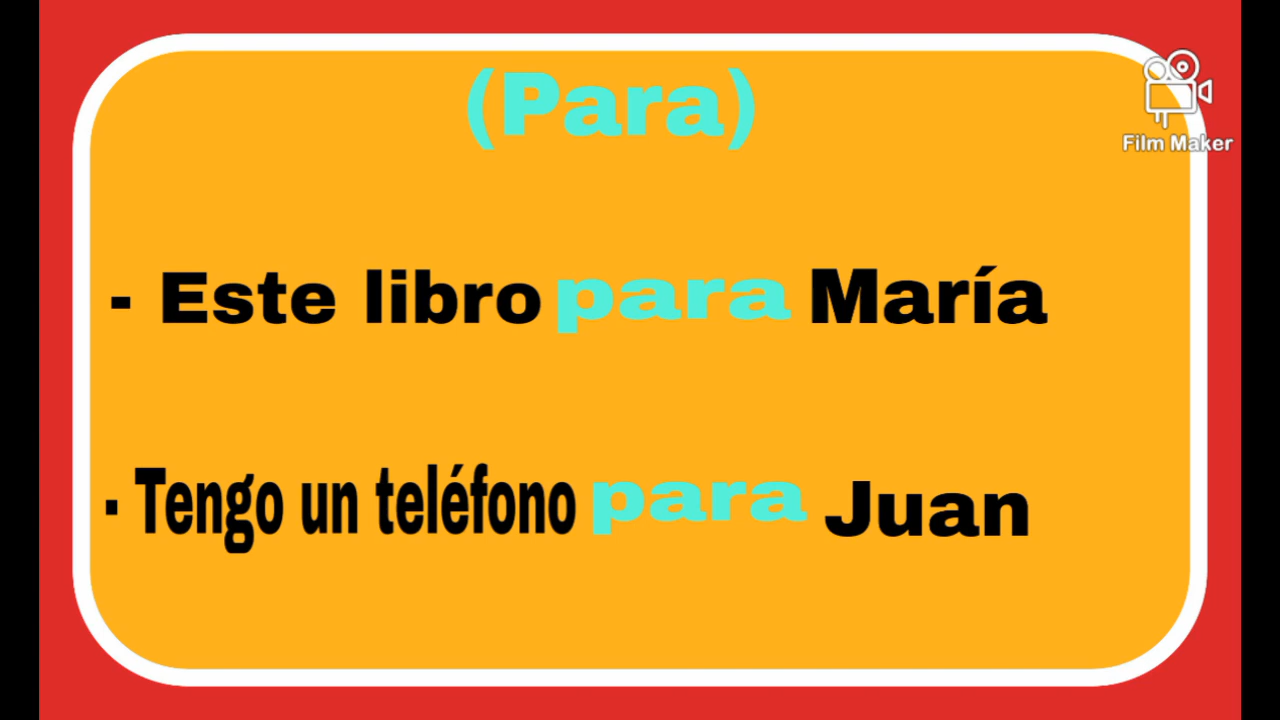 (Para)
Film Maker
- Este libro para María
- Tengo un teléfono para Juan